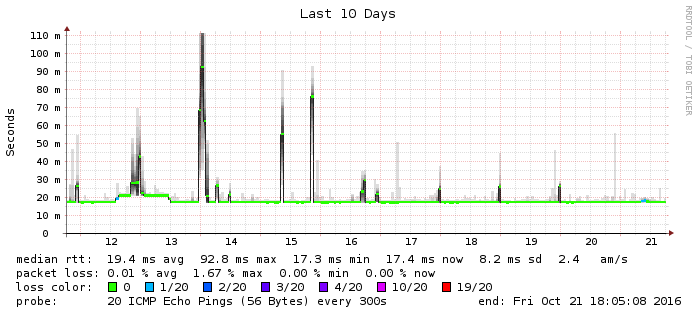 Last 10 Days
RRDTOOL / TOBI OETIKER
Seconds
110 m
100 m
90 m
80 m
70 m
60 m
50 m
40 m
30 m
20 m
10 m
0
12 13 14 15 16 17 18 19 20 21
median rtt: 19.4 ms avg 92.8 ms max 17.3 ms min 17.4 ms now 8.2 ms sd 2.4 am/s
packet loss: 0.01 % avg 1.67 % max 0.00 % min 0.00 % now
loss color: 0 1/20 2/20 3/20 4/20 10/20 19/20
probe: 20 ICMP Echo Pings (56 Bytes) every 300s end: Fri Oct 21 18:05:08 2016